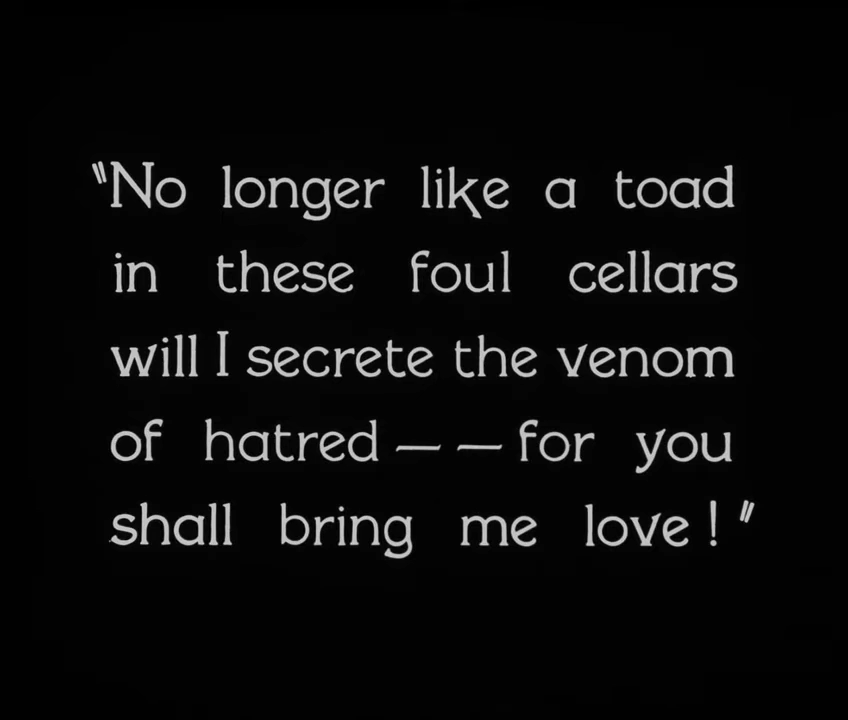 "No longer like a toad
in these foul cellars
will I secrete the venom
of hatred — — for you
shall bring me love! "